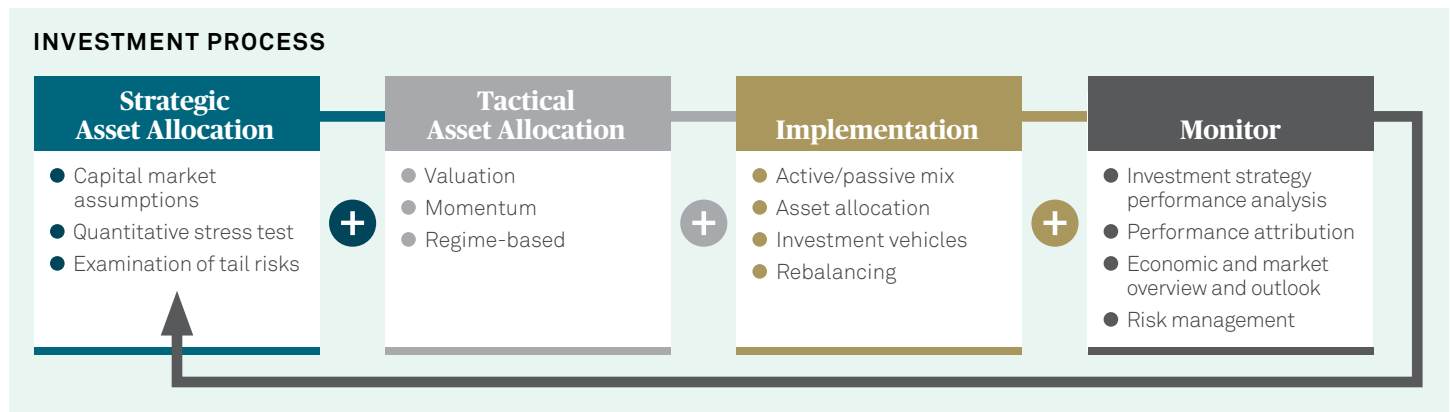 INVESTMENT PROCESS
Strategic
Asset Allocation
Capital market
assumptions
Quantitative stress test
Examination of tail risks
+
Tactical
Asset Allocation
Valuation
Momentum
Regime-based
+
Implementation
Active/passive mix
Asset allocation
Investment vehicles
Rebalancing
+
Monitor
Investment strategy
performance analysis
Performance attribution
Economic and market
overview and outlook
Risk management